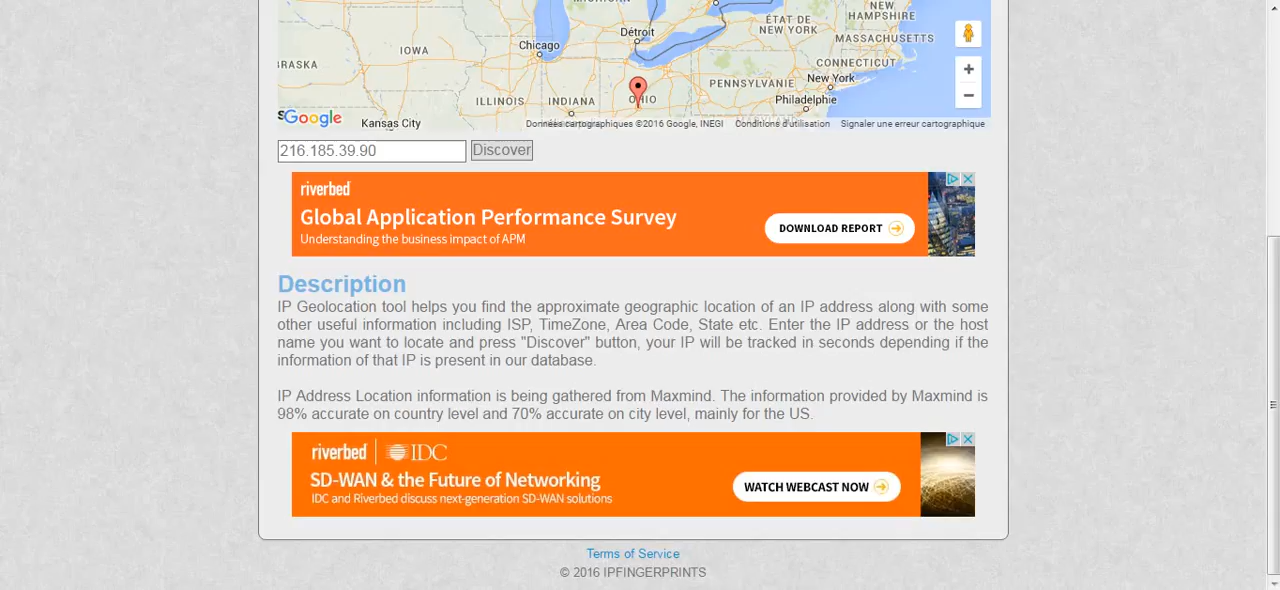 MICHIGAN
NEW
HAMPSHIRE
ÉTAT DE
NEW YORK
Détroit
MASSACHUSETTS
Chicago
IOWA
CONNECTICUT
BRASKA
New York
PENNSYLVANIE
ILLINOIS
INDIANA
OHIO
Philadelphie
Google
Kansas City
Données cartographiques ©2016 Google, INEGI
Conditions d'utilisation
Signaler une erreur cartographique
216.185.39.90
Discover
riverbed
Global Application Performance Survey
Understanding the business impact of APM
DOWNLOAD REPORT
Description
IP Geolocation tool helps you find the approximate geographic location of an IP address along with some
other useful information including ISP, TimeZone, Area Code, State etc. Enter the IP address or the host
name you want to locate and press "Discover" button, your IP will be tracked in seconds depending if the
information of that IP is present in our database.
IP Address Location information is being gathered from Maxmind. The information provided by Maxmind is
98% accurate on country level and 70% accurate on city level, mainly for the US.
riverbed | IDC
SD-WAN & the Future of Networking
IDC and Riverbed discuss next-generation SD-WAN solutions
WATCH WEBCAST NOW
Terms of Service
© 2016 IPFINGERPRINTS